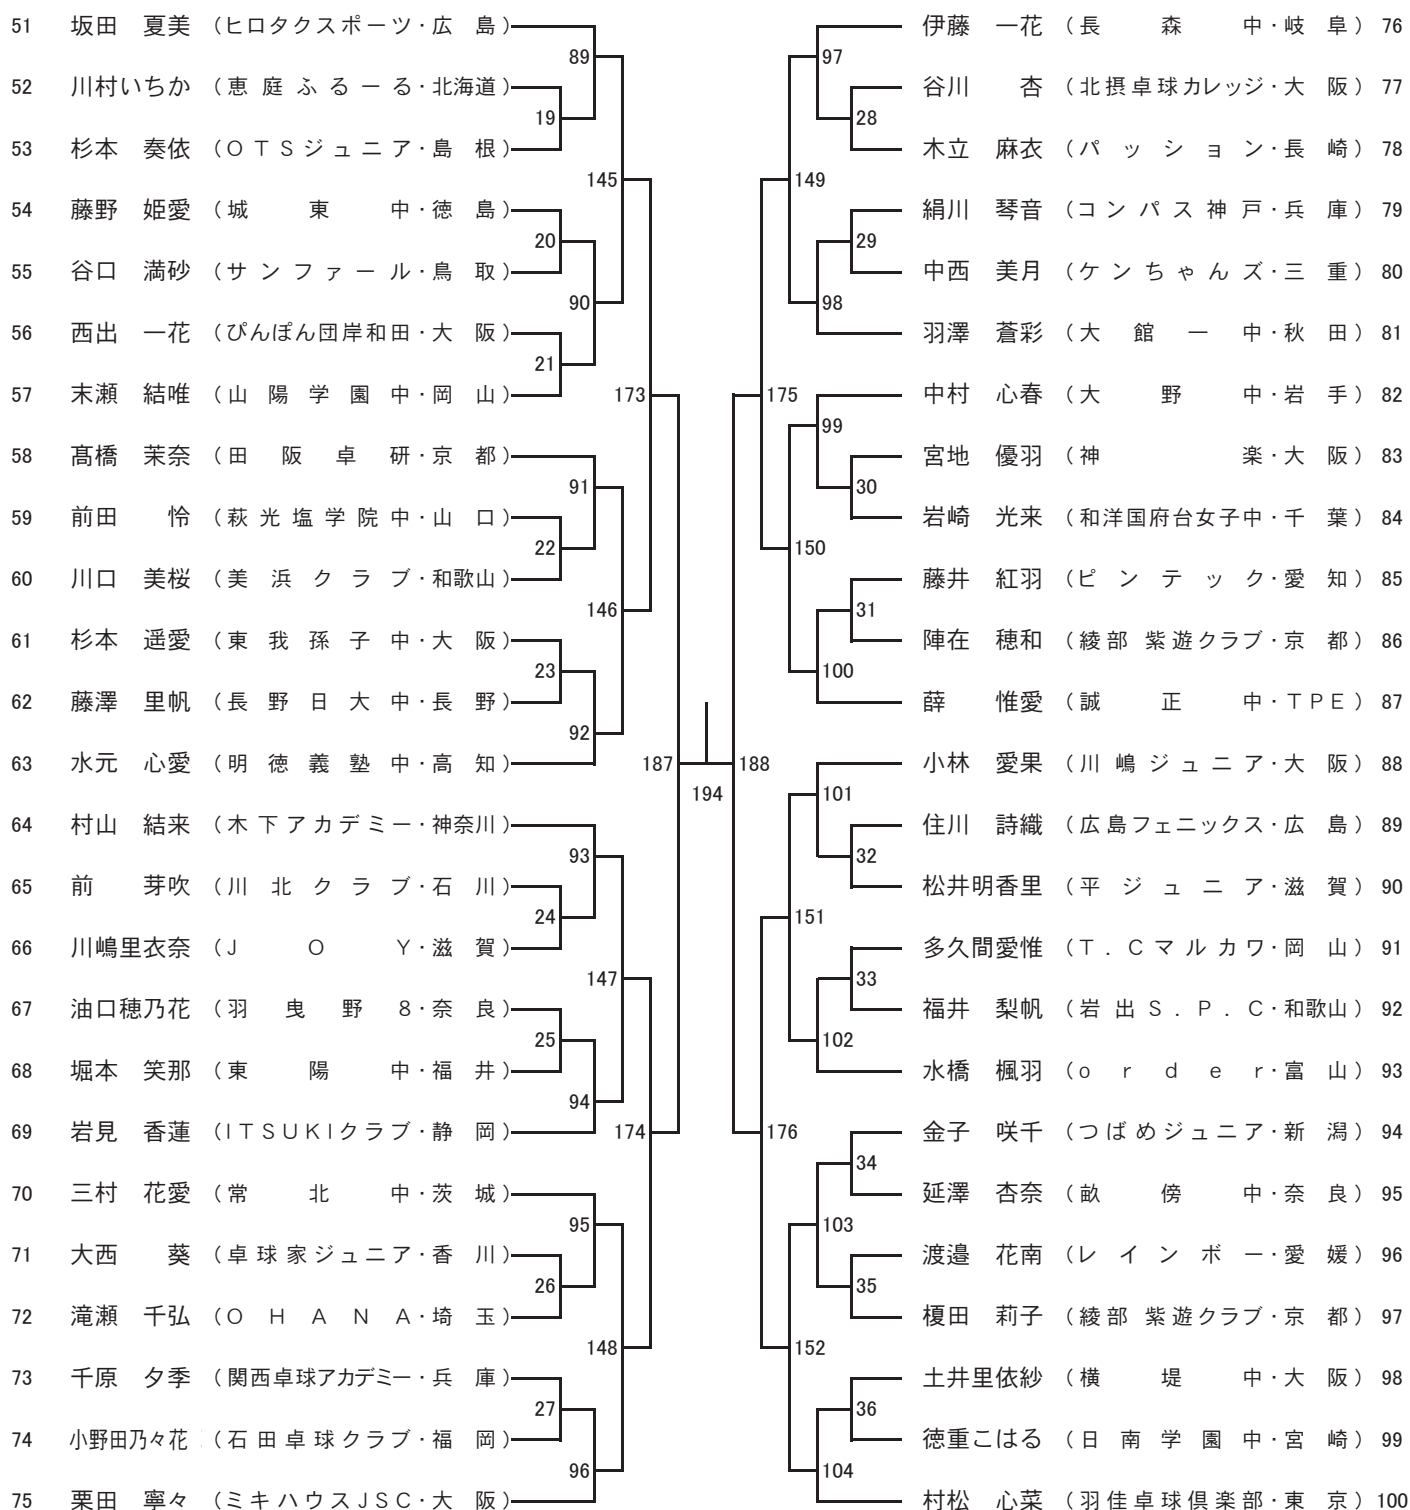 51 坂田 夏美 (ヒロタクスポーツ・広 島)
52 川村いちか (恵庭ふるーる・北海道)
53 杉本 奏依 (OTSジュニア・島 根)
54 藤野 姫愛 (城東中・徳 島)
55 谷口 満砂 (サンファール・鳥 取)
56 西出 一花 (ぴんぽん団岸和田・大 阪)
57 末瀬 結唯 (山陽学園中・岡 山)
58 髙橋 茉奈 (田阪卓研・京 都)
59 前田 怜 (萩光塩学院中・山 口)
60 川口 美桜 (美浜クラブ・和歌山)
61 杉本 遥愛 (東我孫子中・大 阪)
62 藤澤 里帆 (長野日大中・長 野)
63 水元 心愛 (明徳義塾中・高 知)
64 村山 結来 (木下アカデミー・神奈川)
65 前 芽吹 (川北クラブ・石 川)
66 川嶋里衣奈 (JOY・滋 賀)
67 油口穂乃花 (羽曳野8・奈 良)
68 堀本 笑那 (東陽中・福 井)
69 岩見 香蓮 (ITSUKIクラブ・静 岡)
70 三村 花愛 (常北中・茨 城)
71 大西 葵 (卓球家ジュニア・香 川)
72 滝瀬 千弘 (OHANA・埼 玉)
73 千原 夕季 (関西卓球アカデミー・兵 庫)
74 小野田乃々花 (石田卓球クラブ・福 岡)
75 栗田 寧々 (ミキハウスJSC・大 阪)
89
19
145
20
90
21
173
91
22
146
23
92
187
93
24
147
25
94
174
95
26
148
27
96
194
188
97
28
149
29
98
175
99
30
150
31
100
101
32
151
33
102
176
34
103
35
152
36
104
伊藤 一花 (長森中・岐 阜) 76
谷川 杏 (北摂卓球カレッジ・大 阪) 77
木立 麻衣 (パッション・長 崎) 78
絹川 琴音 (コンパス神戸・兵 庫) 79
中西 美月 (ケンちゃんズ・三 重) 80
羽澤 蒼彩 (大館一中・秋 田) 81
中村 心春 (大野中・岩 手) 82
宮地 優羽 (神楽・大 阪) 83
岩崎 光来 (和洋国府台女子中・千 葉) 84
藤井 紅羽 (ピンテック・愛 知) 85
陣在 穂和 (綾部 紫遊クラブ・京 都) 86
薛 惟愛 (誠正中・TPE) 87
小林 愛果 (川嶋ジュニア・大 阪) 88
住川 詩織 (広島フェニックス・広 島) 89
松井明香里 (平ジュニア・滋 賀) 90
多久間愛惟 (T.Cマルカワ・岡 山) 91
福井 梨帆 (岩出S.P.C・和歌山) 92
水橋 楓羽 (order・富 山) 93
金子 咲千 (つばめジュニア・新 潟) 94
延澤 杏奈 (畝傍中・奈 良) 95
渡邉 花南 (レインボー・愛 媛) 96
榎田 莉子 (綾部 紫遊クラブ・京 都) 97
土井里依紗 (横堤中・大 阪) 98
徳重こはる (日南学園中・宮 崎) 99
村松 心菜 (羽佳卓球倶楽部・東 京) 100